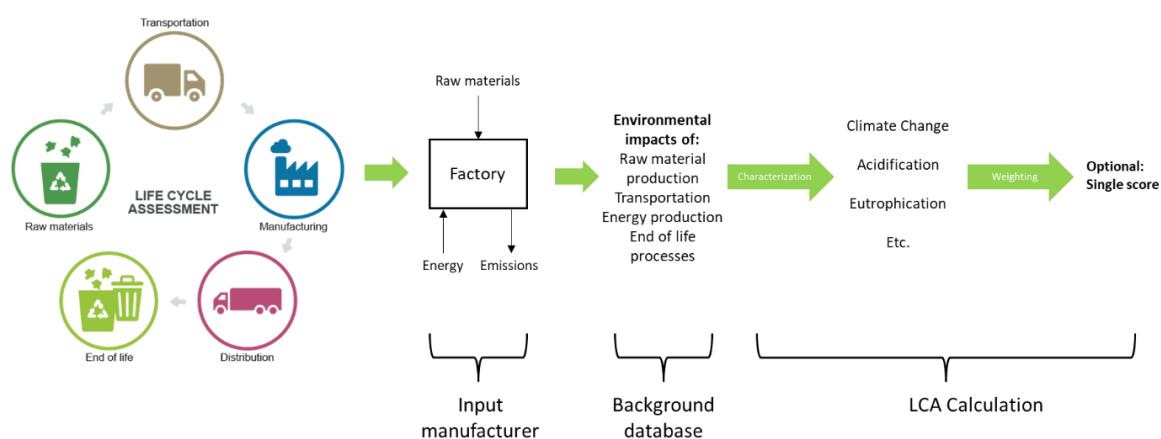 Transportation
Raw materials
LIFE CYCLE
ASSESSMENT
Manufacturing
End of life
Distribution
Raw materials
Factory
Energy
Emissions
Environmental
impacts of:
Raw material
production
Transportation
Energy production
End of life
processes
Characterization
Climate Change
Acidification
Eutrophication
Etc.
Weighting
Optional:
Single score
Input
manufacturer
Background
database
LCA Calculation